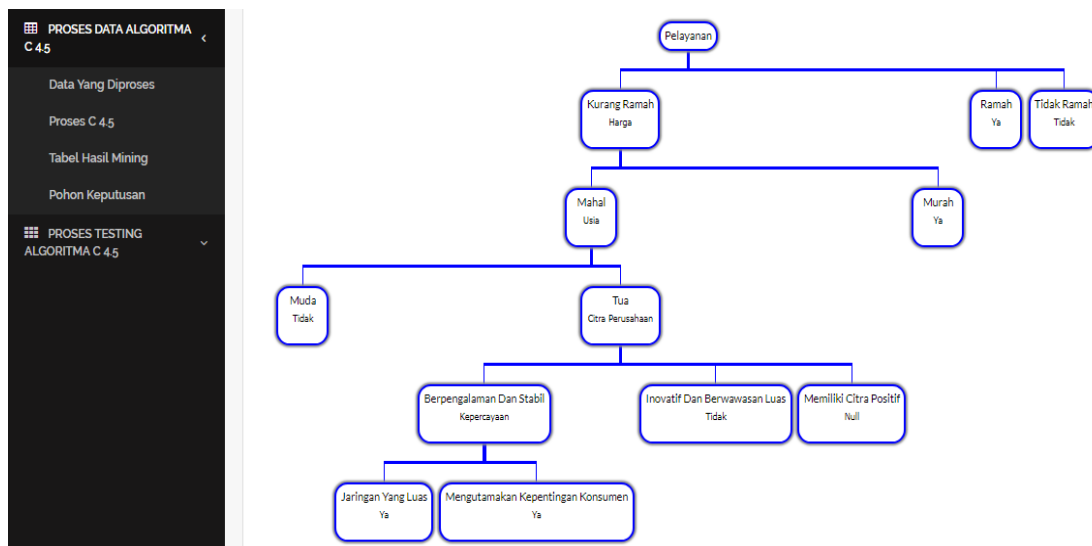 PROSES DATA ALGORITMA
C 4.5
Data Yang Diproses
Proses C 4.5
Tabel Hasil Mining
Pohon Keputusan
PROSES TESTING
ALGORITMA C 4.5
Pelayanan
Kurang Ramah
Harga
Ramah
Ya
Tidak Ramah
Tidak
Mahal
Usia
Murah
Ya
Muda
Tidak
Tua
Citra Perusahaan
Berpengalaman Dan Stabil
Kepercayaan
Inovatif Dan Berwawasan Luas
Tidak
Memiliki Citra Positif
Null
Jaringan Yang Luas
Ya
Mengutamakan Kepentingan Konsumen
Ya